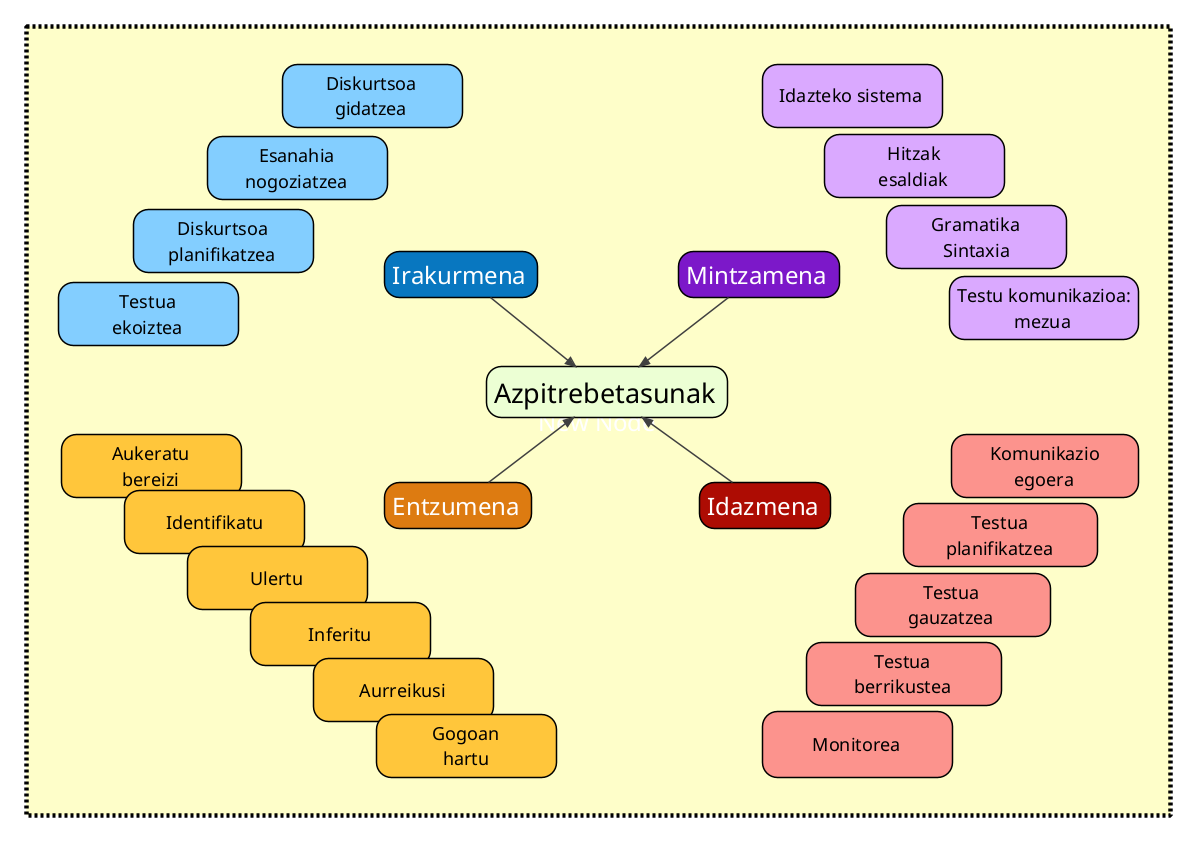 Diskurtsoa
gidatzea
Esanahia
nogoziatzea
Diskurtsoa
planifikatzea
Testua
ekoiztea
Irakurmena
Idazteko sistema
Hitzak
esaldiak
Gramatika
Sintaxia
Testu komunikazioa:
mezua
Mintzamena
Azpitrebetasunak
New Node
Entzumena
Aukeratu
bereizi
Identifikatu
Ulertu
Inferitu
Aurreikusi
Gogoan
hartu
Idazmena
Komunikazio
egoera
Testua
planifikatzea
Testua
gauzatzea
Testua
berrikustea
Monitorea